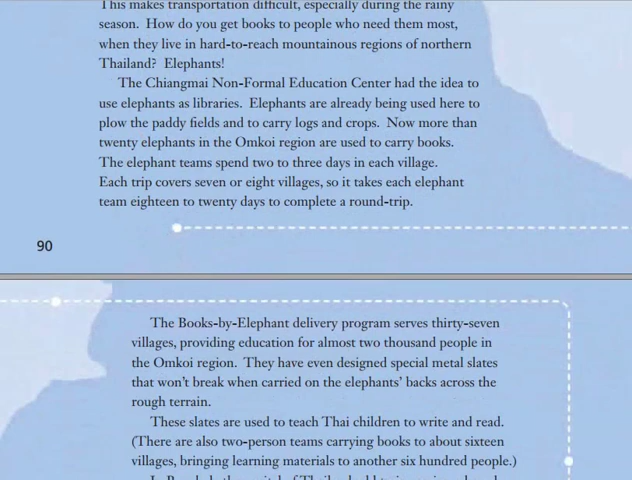 This makes transportation difficult, especially during the rainy
season. How do you get books to people who need them most,
when they live in hard-to-reach mountainous regions of northern
Thailand? Elephants!
The Chiangmai Non-Formal Education Center had the idea to
use elephants as libraries. Elephants are already being used here to
plow the paddy fields and to carry logs and crops. Now more than
twenty elephants in the Omkoi region are used to carry books.
The elephant teams spend two to three days in each village.
Each trip covers seven or eight villages, so it takes each elephant
team eighteen to twenty days to complete a round-trip.
90
The Books-by-Elephant delivery program serves thirty-seven
villages, providing education for almost two thousand people in
the Omkoi region. They have even designed special metal slates
that won't break when carried on the elephants' backs across the
rough terrain.
These slates are used to teach Thai children to write and read.
(There are also two-person teams carrying books to about sixteen
villages, bringing learning materials to another six hundred people.)